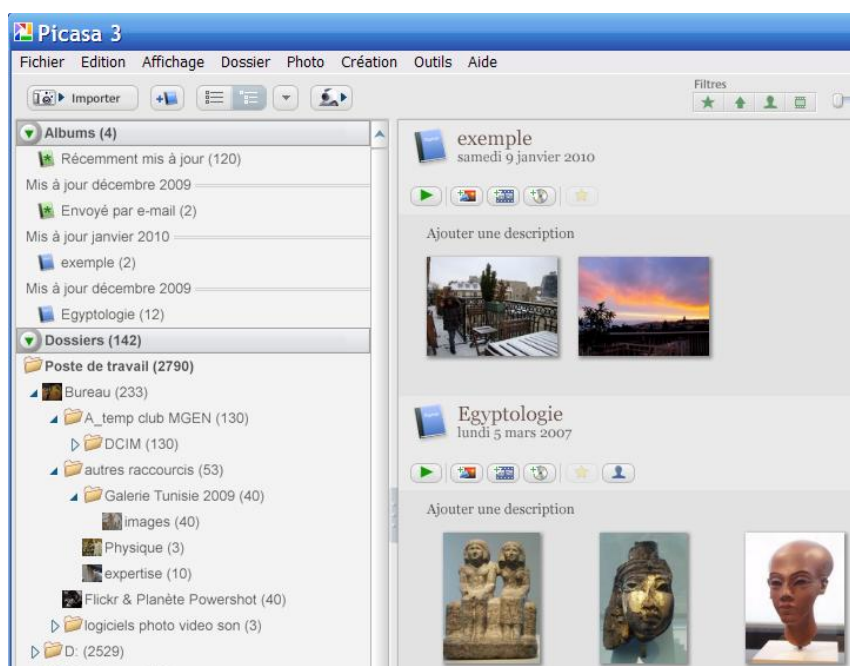 Picasa 3
Fichier Edition Affichage Dossier Photo Création Outils Aide
Importer
Filtres
Albums (4)
Récemment mis à jour (120)
Mis à jour décembre 2009
Envoyé par e-mail (2)
Mis à jour janvier 2010
exemple (2)
Mis à jour décembre 2009
Egyptologie (12)
Dossiers (142)
Poste de travail (2790)
Bureau (233)
A_temp club MGEN (130)
DCIM (130)
autres raccourcis (53)
Galerie Tunisie 2009 (40)
images (40)
Physique (3)
expertise (10)
Flickr & Planète Powershot (40)
logiciels photo video son (3)
D: (2529)
exemple
samedi 9 janvier 2010
Ajouter une description
Egyptologie
lundi 5 mars 2007
Ajouter une description